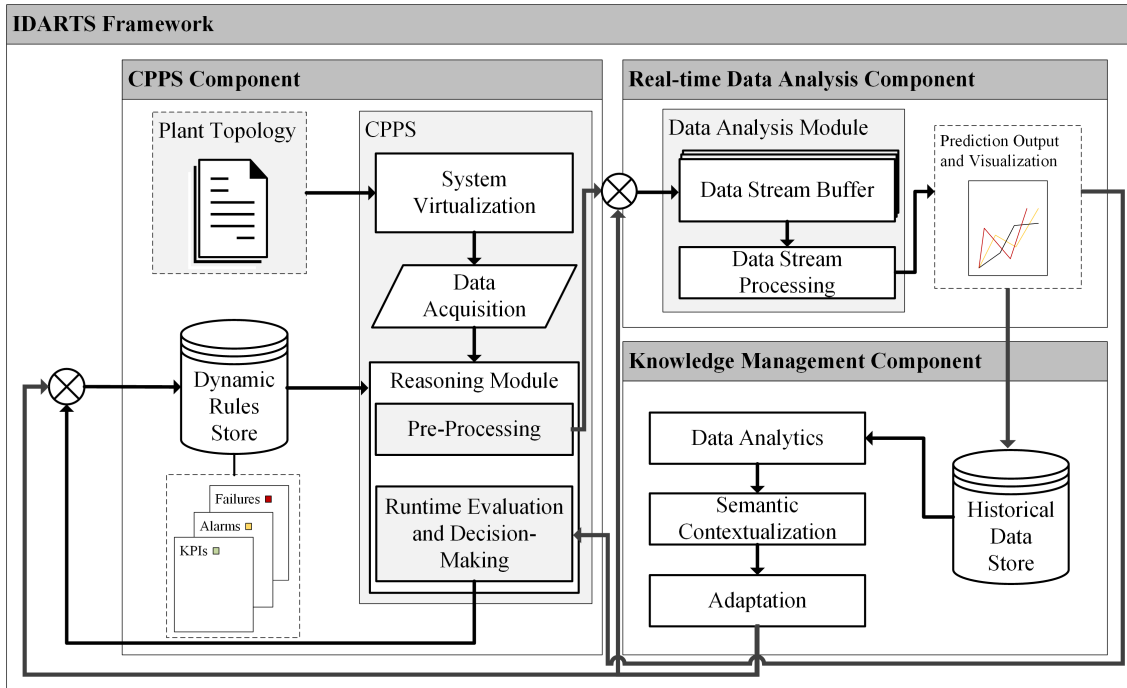 IDARTS Framework
CPPS Component
Plant Topology
CPPS
System
Virtualization
Data
Acquisition
Dynamic
Rules
Store
Reasoning Module
Pre-Processing
Runtime Evaluation
and Decision-
Making
Failures
Alarms
KPIs
Real-time Data Analysis Component
Data Analysis Module
Data Stream Buffer
Data Stream
Processing
Prediction Output
and Visualization
Knowledge Management Component
Data Analytics
Semantic
Contextualization
Adaptation
Historical
Data
Store